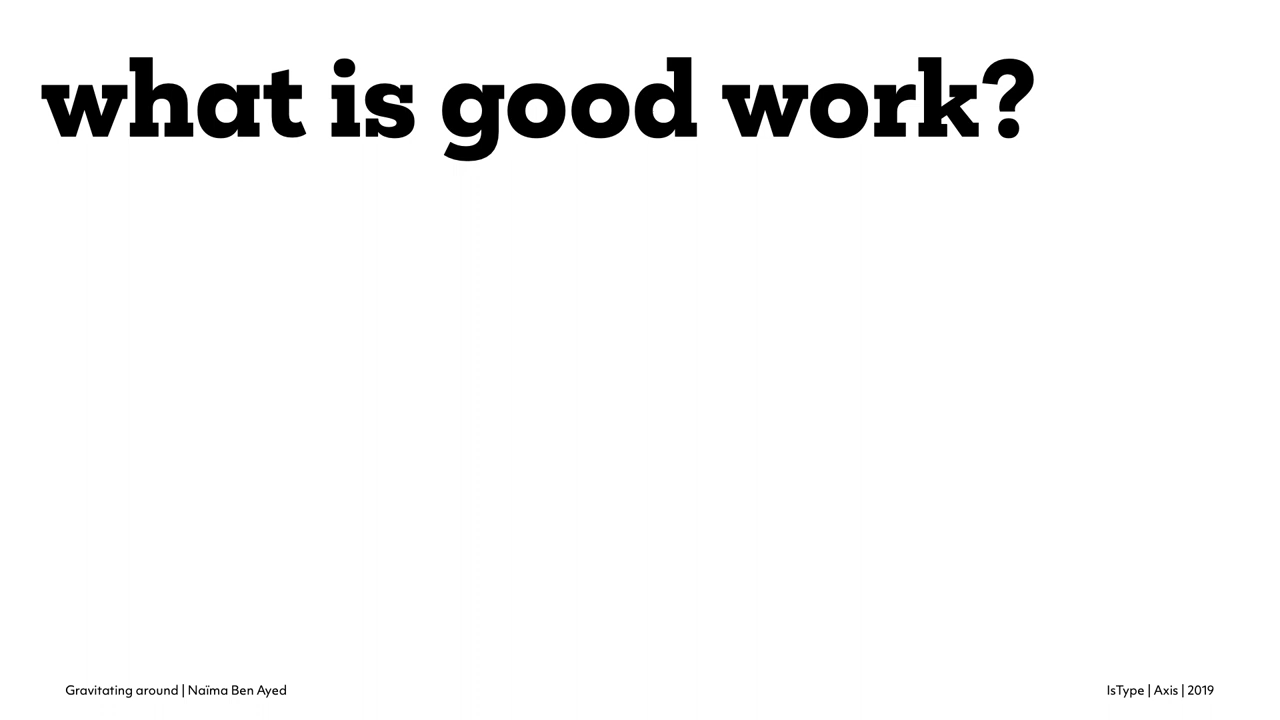 what is good work?
Gravitating around | Naïma Ben Ayed
IsType | Axis | 2019